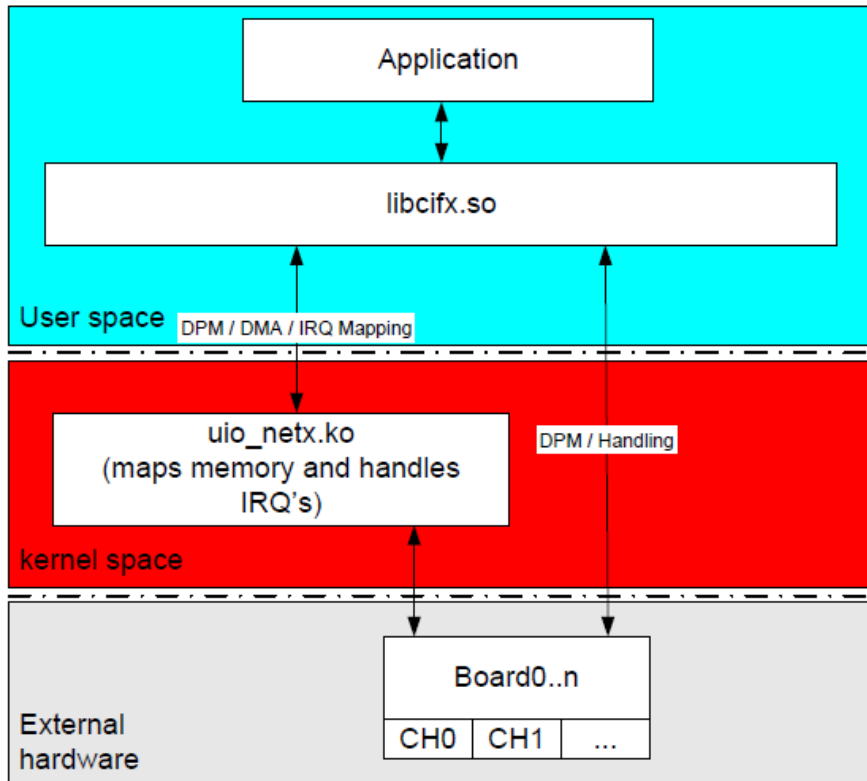 Application
libcifx.so
User space
DPM / DMA / IRQ Mapping
uio_netx.ko
(maps memory and handles
IRQ's)
DPM / Handling
kernel space
Board0..n
CH0 CH1 ...
External
hardware